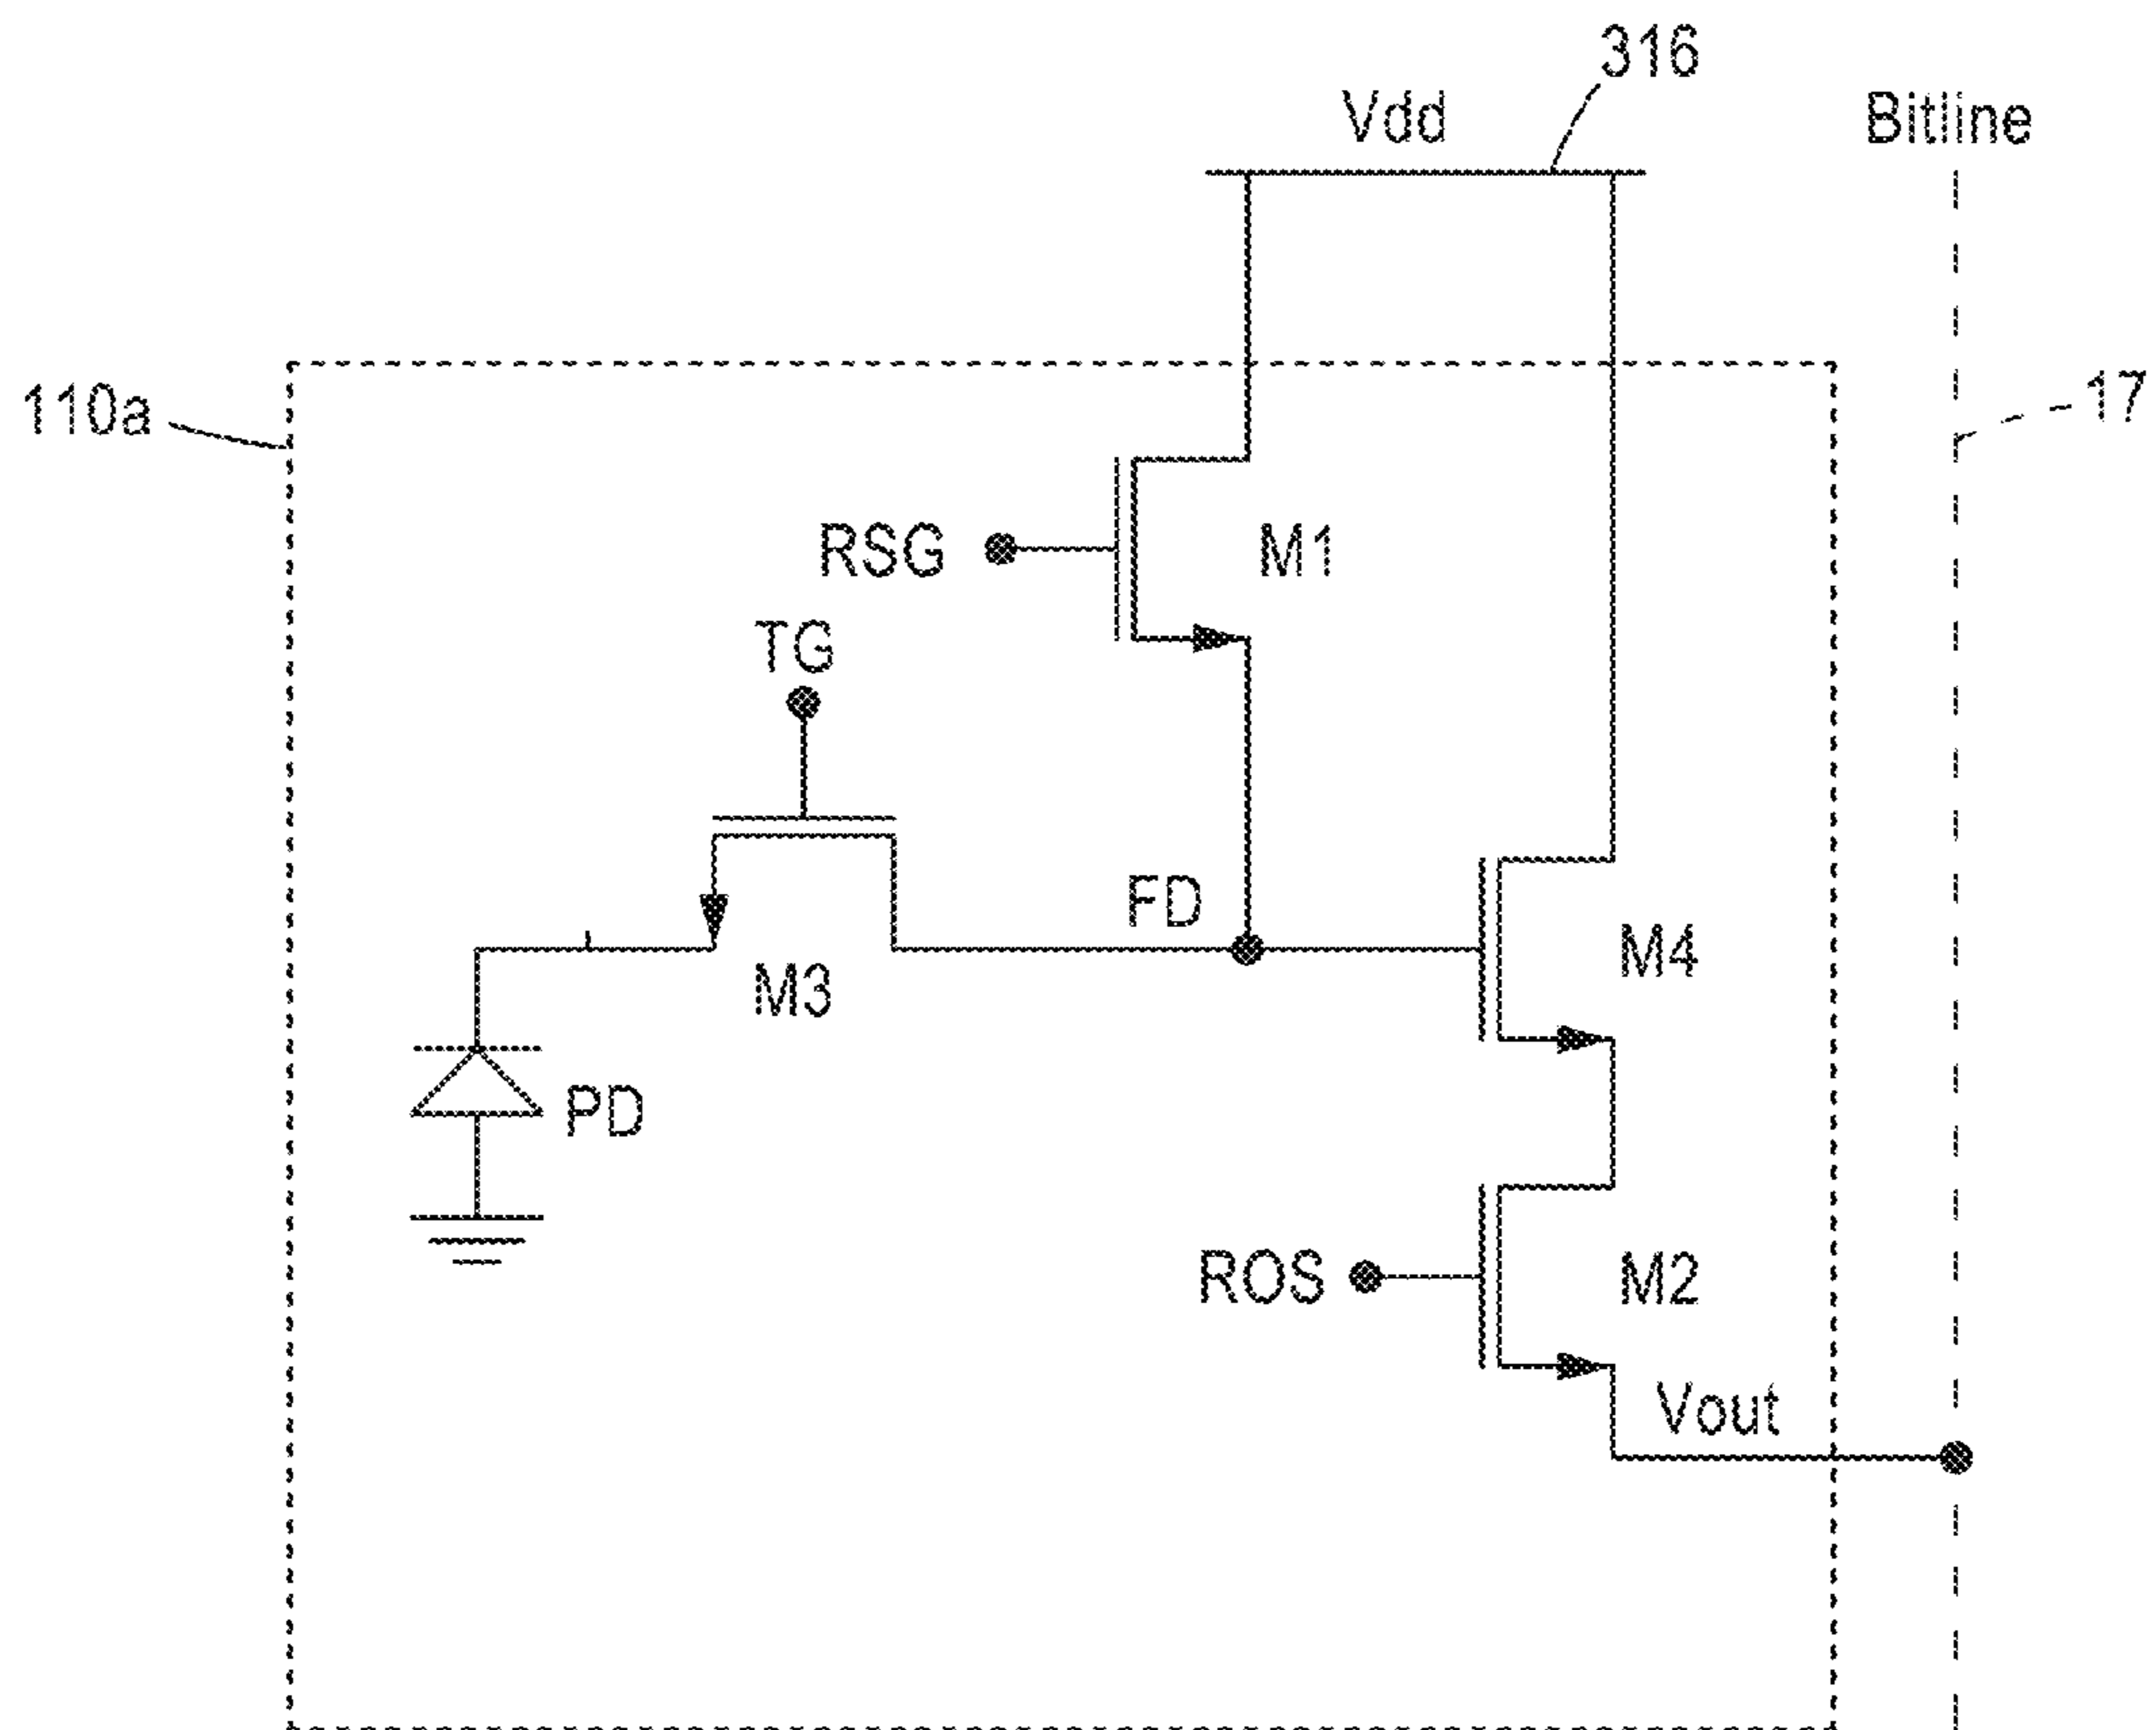 316
Vdd
Bitline
110a
17
RSG
M1
TG
FD
M4
M3
PD
ROS
M2
Vout